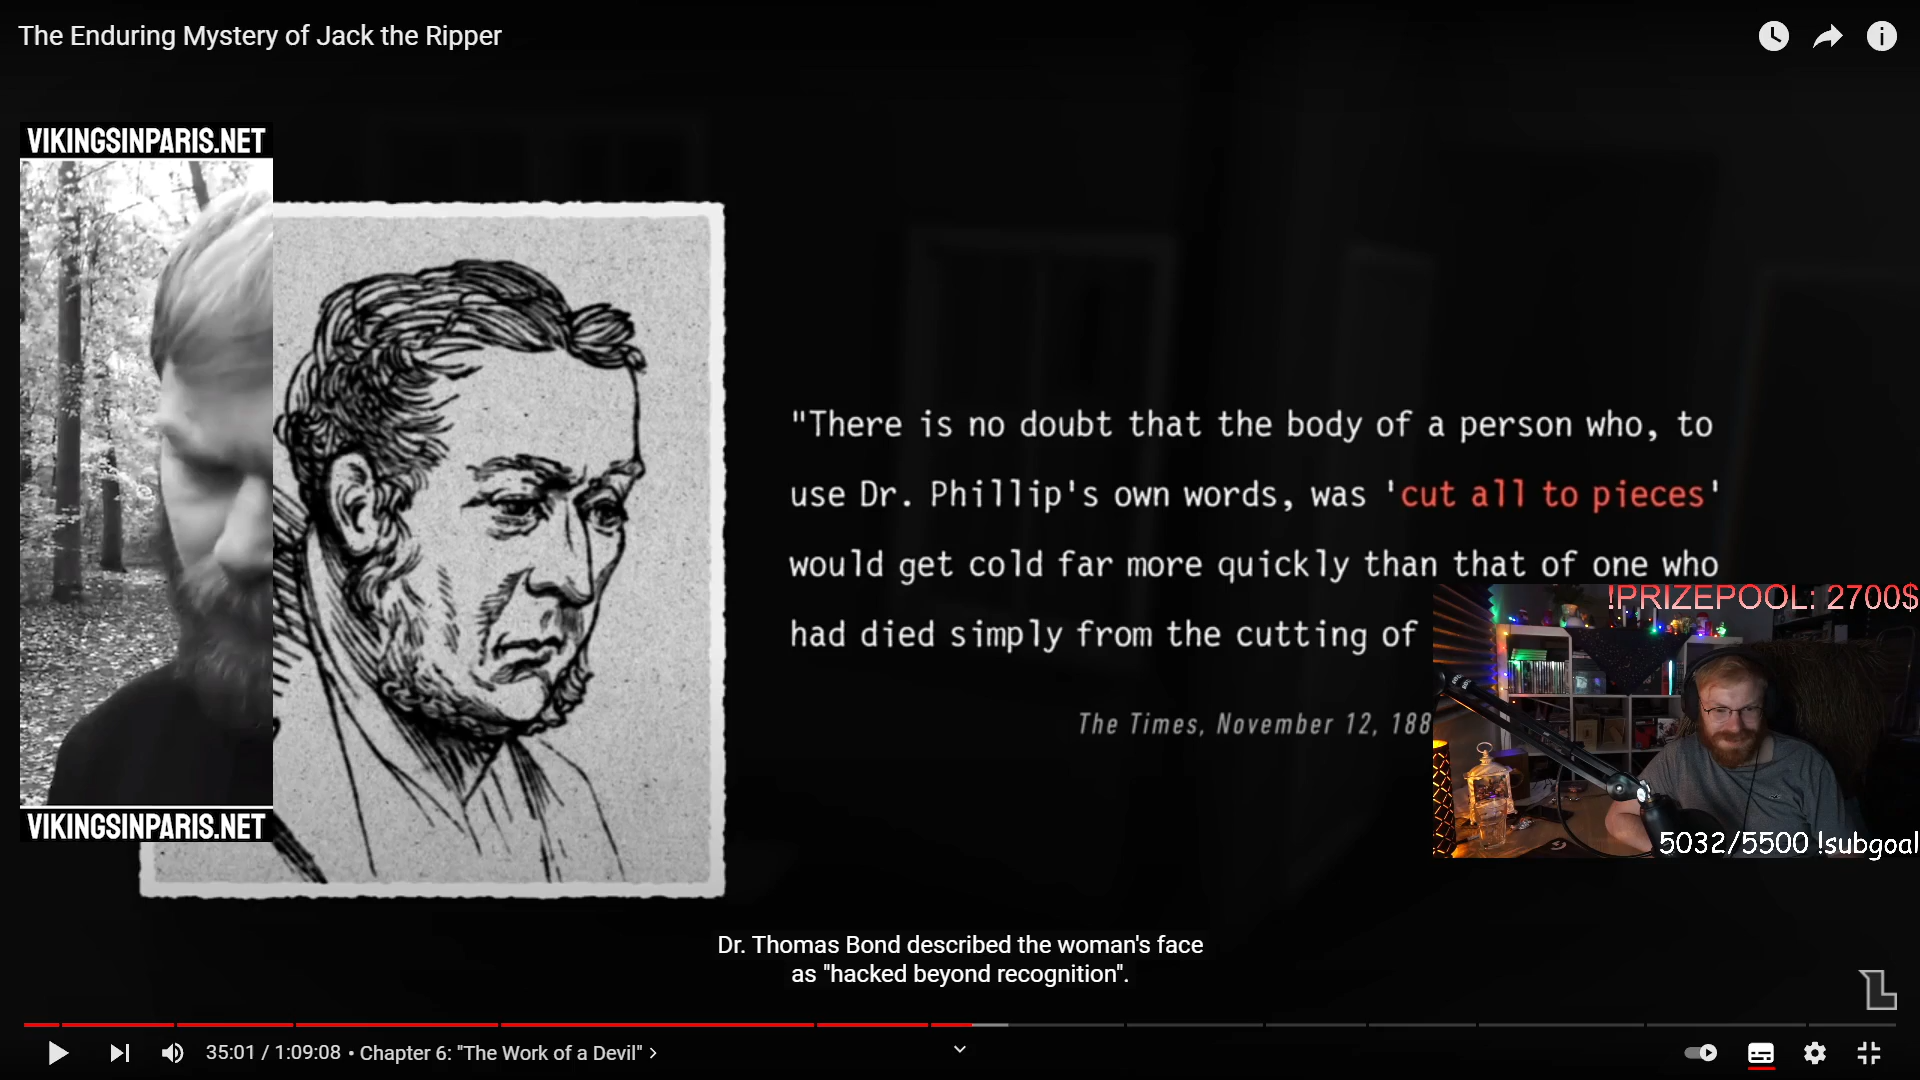 The Enduring Mystery of Jack the Ripper
VIKINGSINPARIS.NET
"There is no doubt that the body of a person who, to
use Dr. Phillip's own words, was 'cut all to pieces'
would get cold far more quickly than that of one who
had died simply from the cutting of
The Times, November 12, 188
!PRIZEPOOL: 2700$
5032/5500 !subgoal
VIKINGSINPARIS.NET
Dr. Thomas Bond described the woman's face
as "hacked beyond recognition".
35:01 / 1:09:08 • Chapter 6: "The Work of a Devil" >